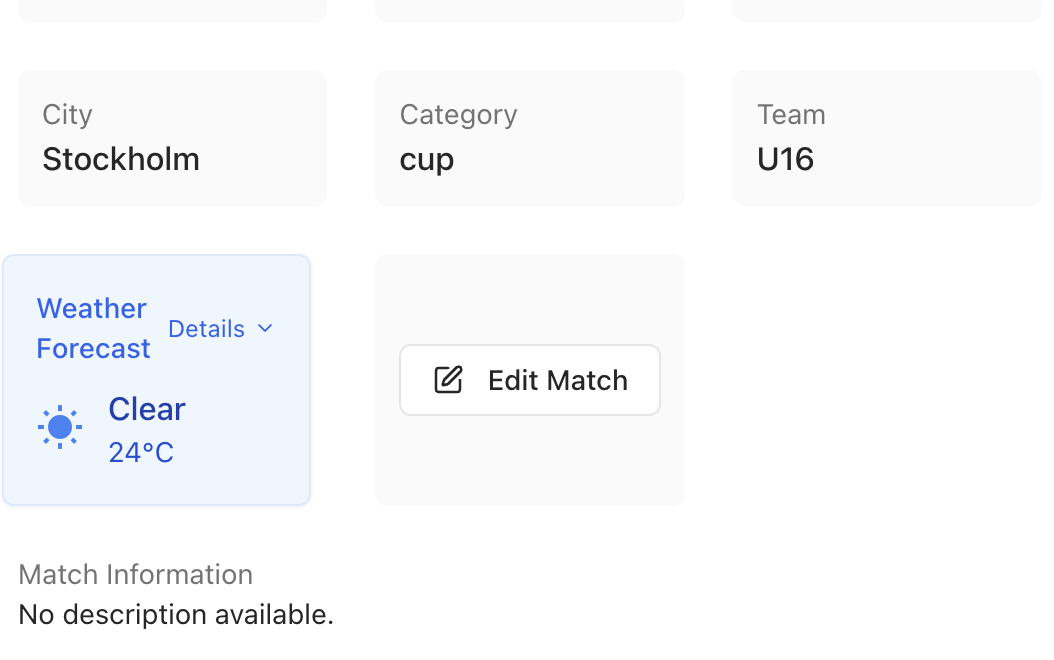 City
Stockholm
Category
cup
Team
U16
Weather
Forecast
Details
Clear
24°C
Edit Match
Match Information
No description available.